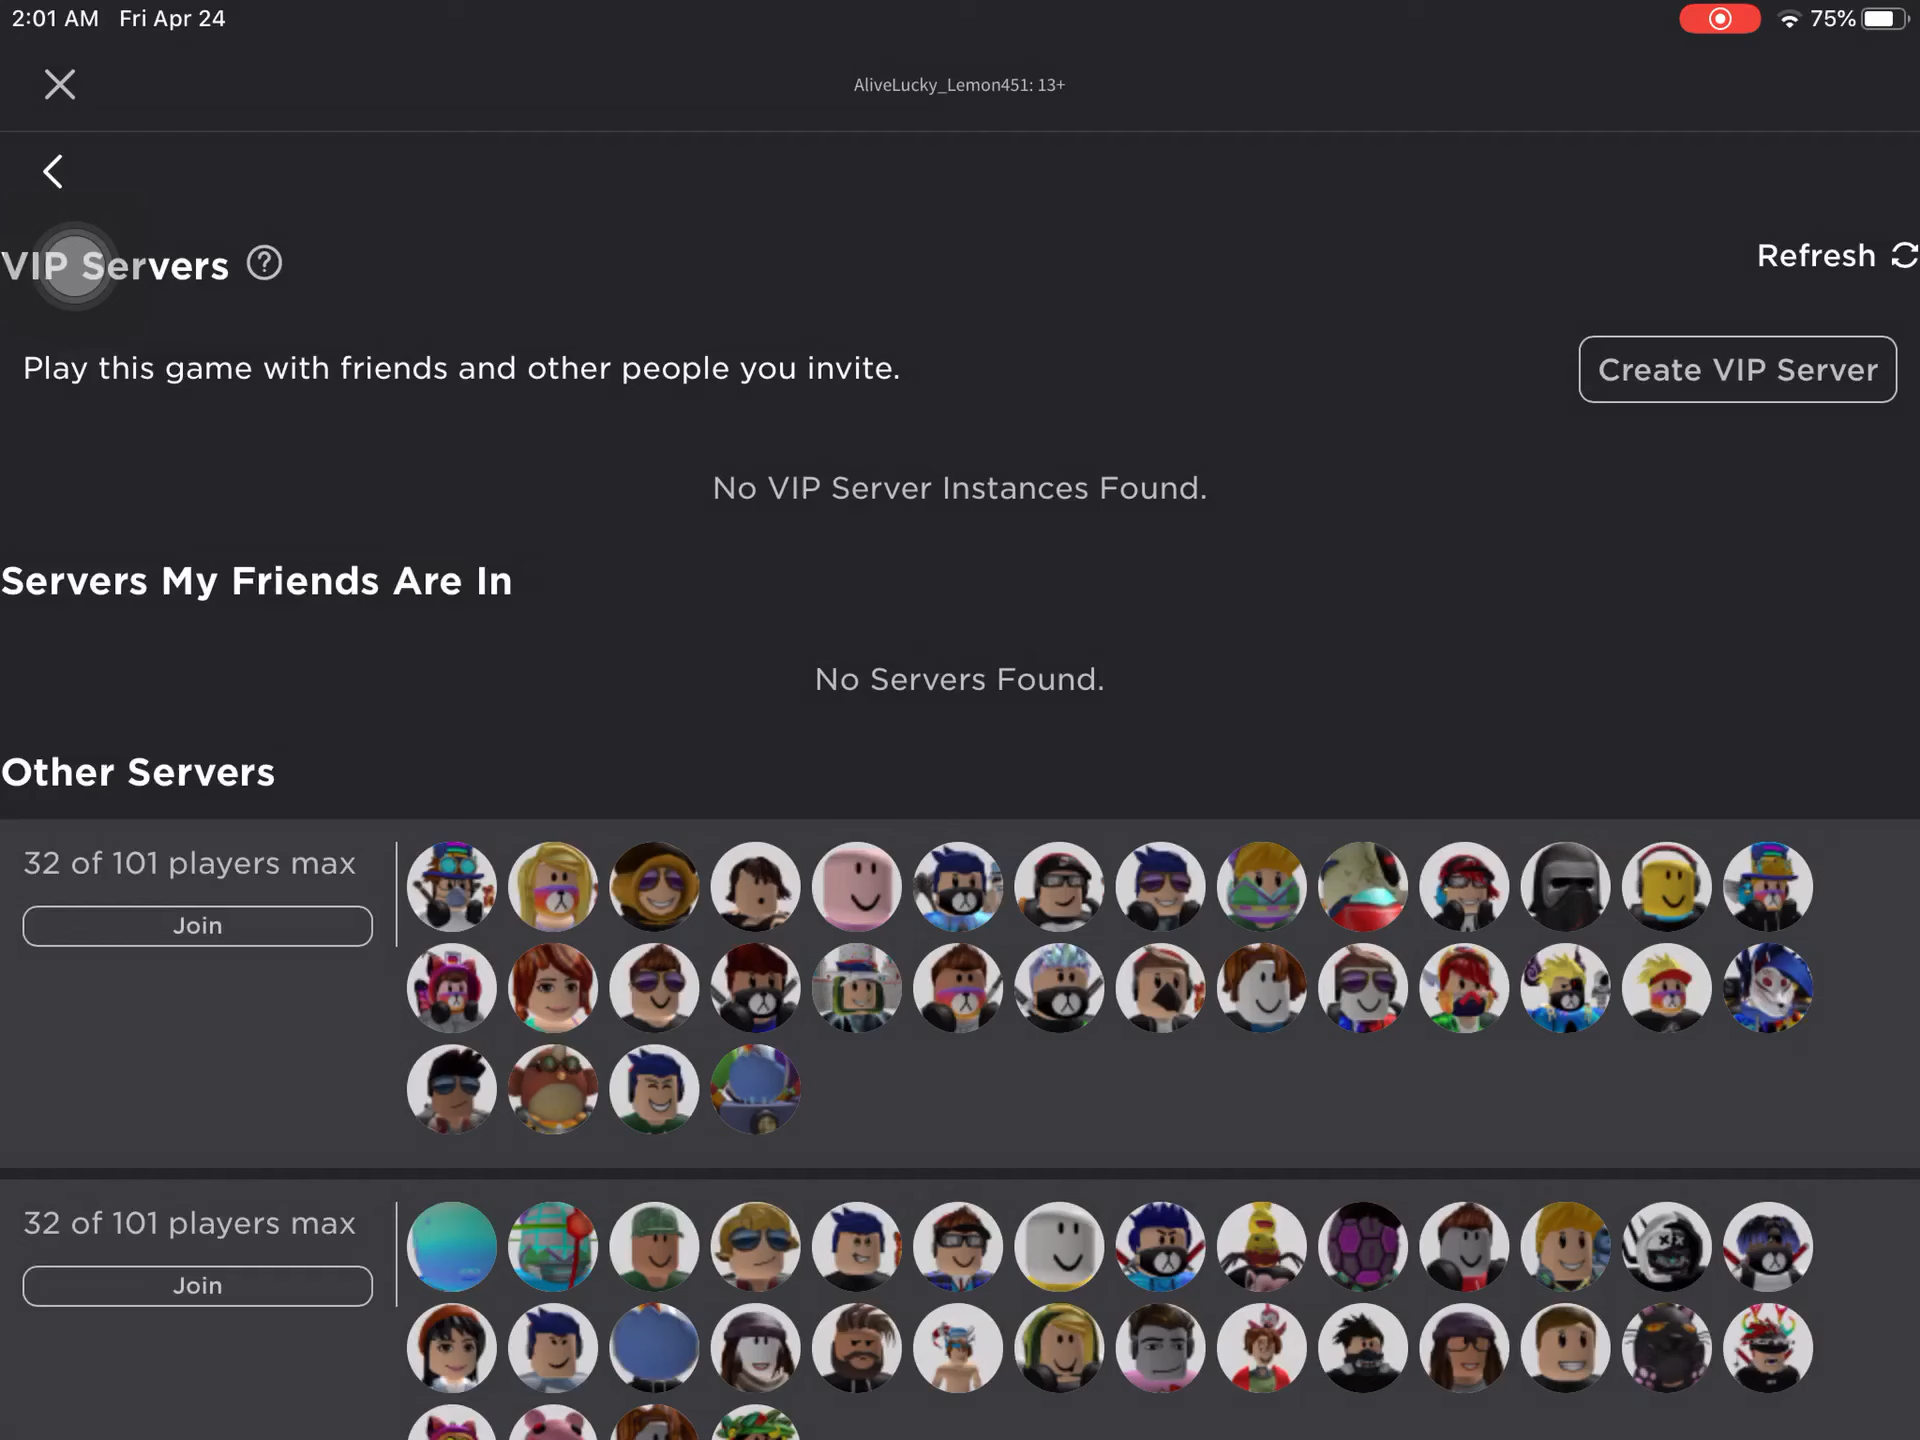 2:01 AM Fri Apr 24
75%
AliveLucky_Lemon451: 13+
VIP Servers
Refresh
Play this game with friends and other people you invite.
Create VIP Server
No VIP Server Instances Found.
Servers My Friends Are In
No Servers Found.
Other Servers
32 of 101 players max
Join
32 of 101 players max
Join